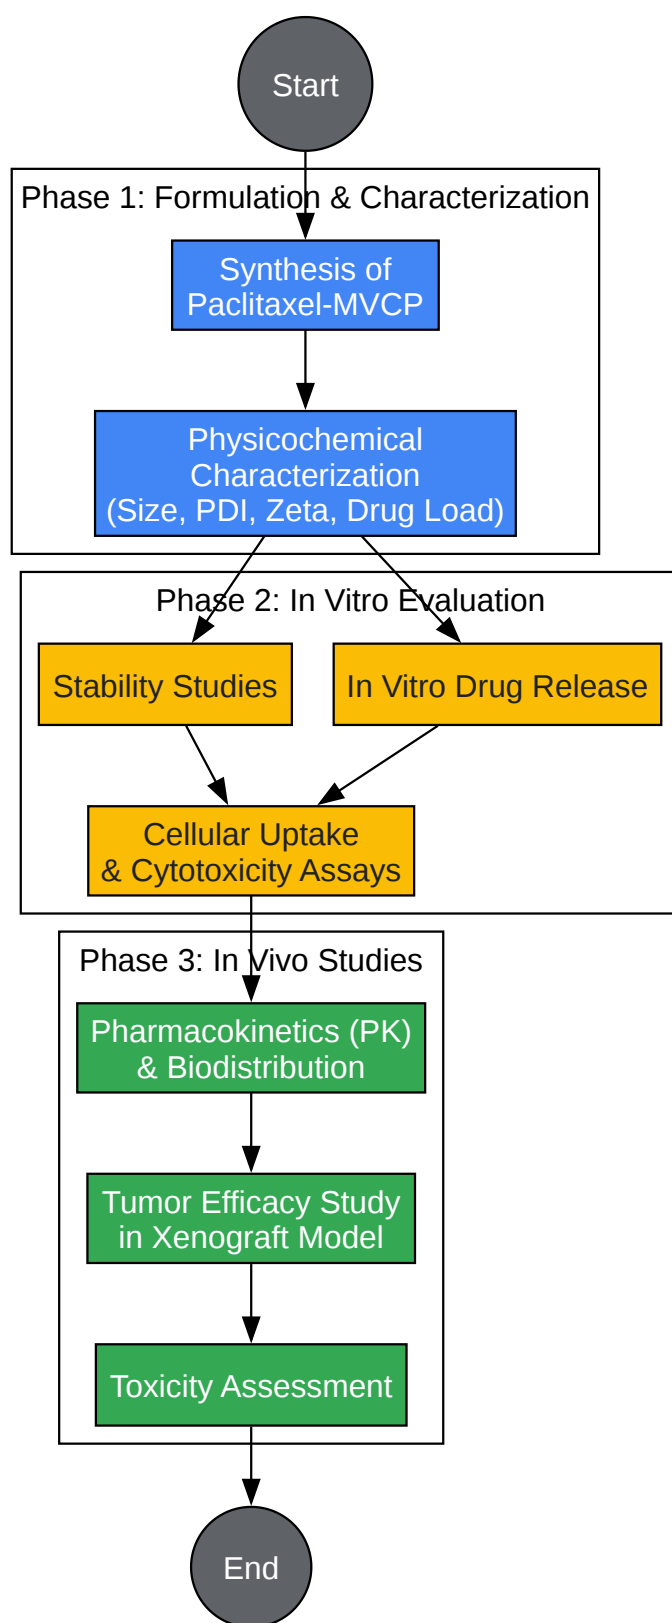 Start
Phase 1: Formulation & Characterization
Synthesis of
Paclitaxel-MVCP
Physicochemical
Characterization
(Size, PDI, Zeta, Drug Load)
Phase 2: In Vitro Evaluation
Stability Studies
In Vitro Drug Release
Cellular Uptake
& Cytotoxicity Assays
Phase 3: In Vivo Studies
Pharmacokinetics (PK)
& Biodistribution
Tumor Efficacy Study
in Xenograft Model
Toxicity Assessment
End